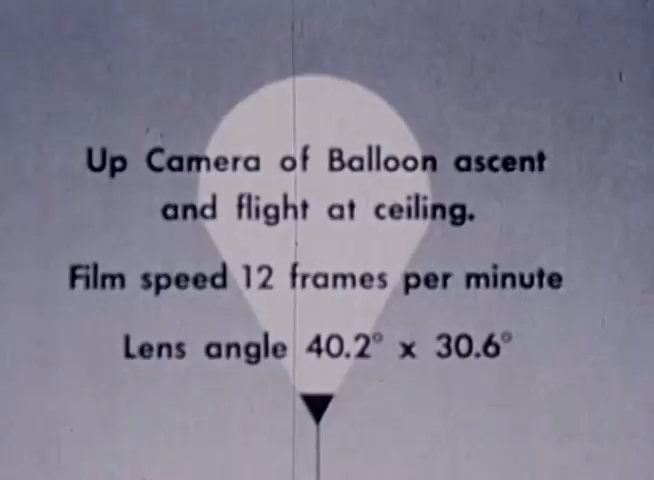 Up Camera of Balloon ascent
and flight at ceiling.
Film speed 12 frames per minute
Lens angle 40.2° x 30.6°